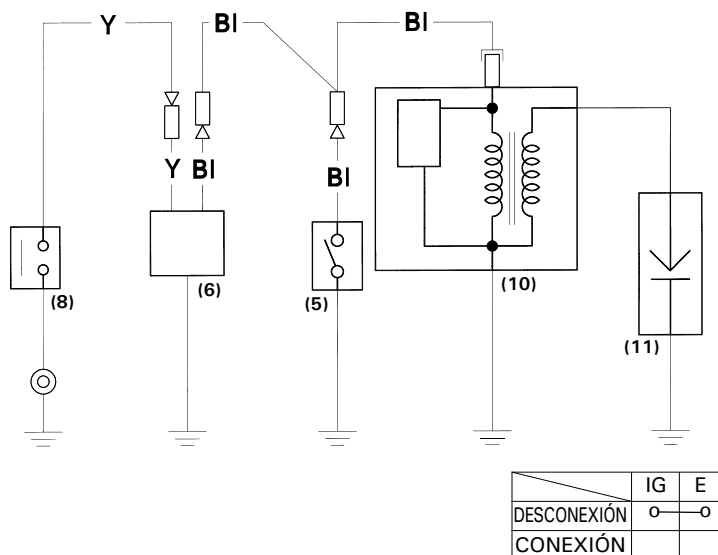 Y
Bl
Bl
Y
Bl
Bl
(8)
(6)
(5)
(10)
(11)
IG E
DESCONEXIÓN
CONEXIÓN